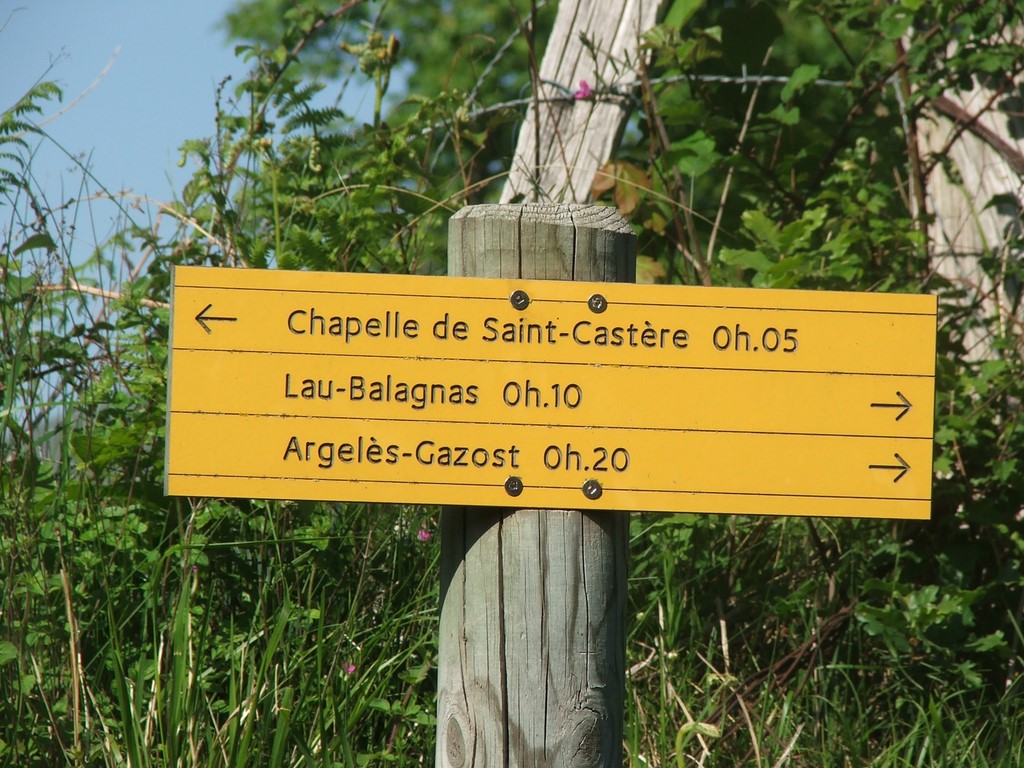 ← Chapelle de Saint-Castère 0h.05
Lau-Balagnas 0h.10 →
Argelès-Gazost 0h.20 →